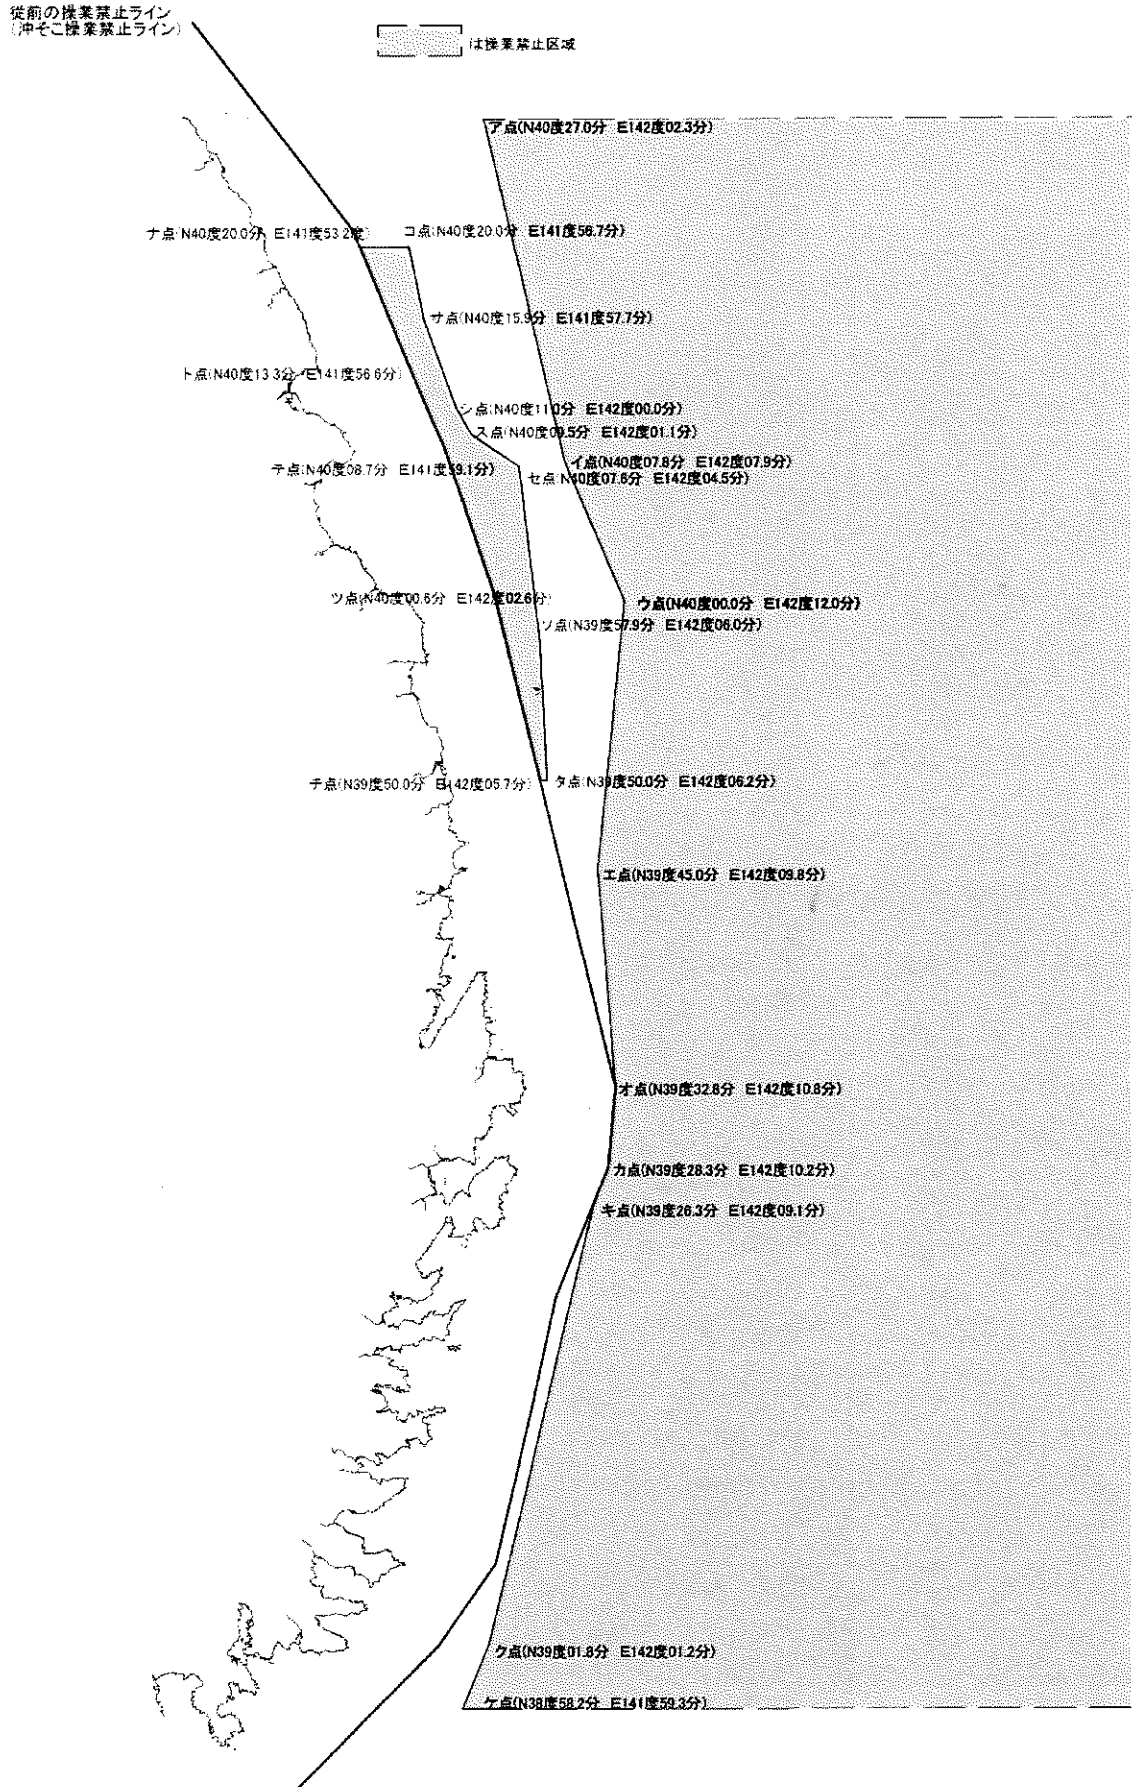 従前の操業禁止ライン
(沖そこ操業禁止ライン)
は操業禁止区域
ア点(N40度27.0分 E142度02.3分)
ナ点(N40度20.0分 E141度53.2度)
コ点(N40度20.0分 E141度56.7分)
サ点(N40度15.9分 E141度57.7分)
ト点(N40度13.3分 E141度56.6分)
シ点(N40度11.0分 E142度00.0分)
ス点(N40度09.5分 E142度01.1分)
テ点(N40度08.7分 E141度59.1分)
イ点(N40度07.8分 E142度07.9分)
セ点(N40度07.6分 E142度04.5分)
ツ点(N40度00.6分 E142度02.6分)
ウ点(N40度00.0分 E142度12.0分)
ソ点(N39度57.9分 E142度06.0分)
チ点(N39度50.0分 E142度05.7分)
タ点(N39度50.0分 E142度06.2分)
エ点(N39度45.0分 E142度09.8分)
オ点(N39度32.8分 E142度10.8分)
カ点(N39度28.3分 E142度10.2分)
キ点(N39度26.3分 E142度09.1分)
ク点(N39度01.8分 E142度01.2分)
ケ点(N38度58.2分 E141度59.3分)